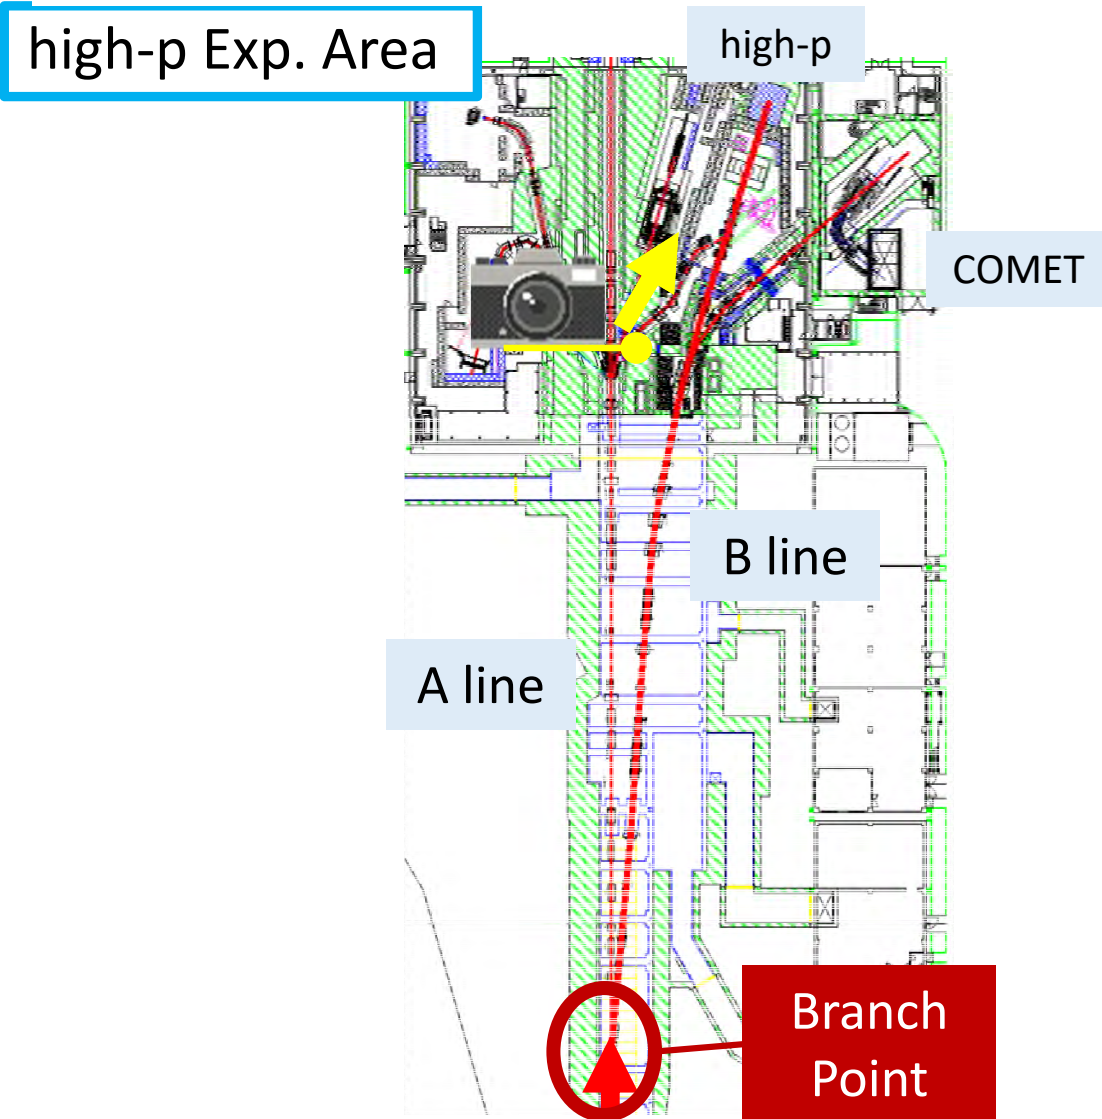 high-p Exp. Area
high-p
COMET
B line
A line
Branch
Point